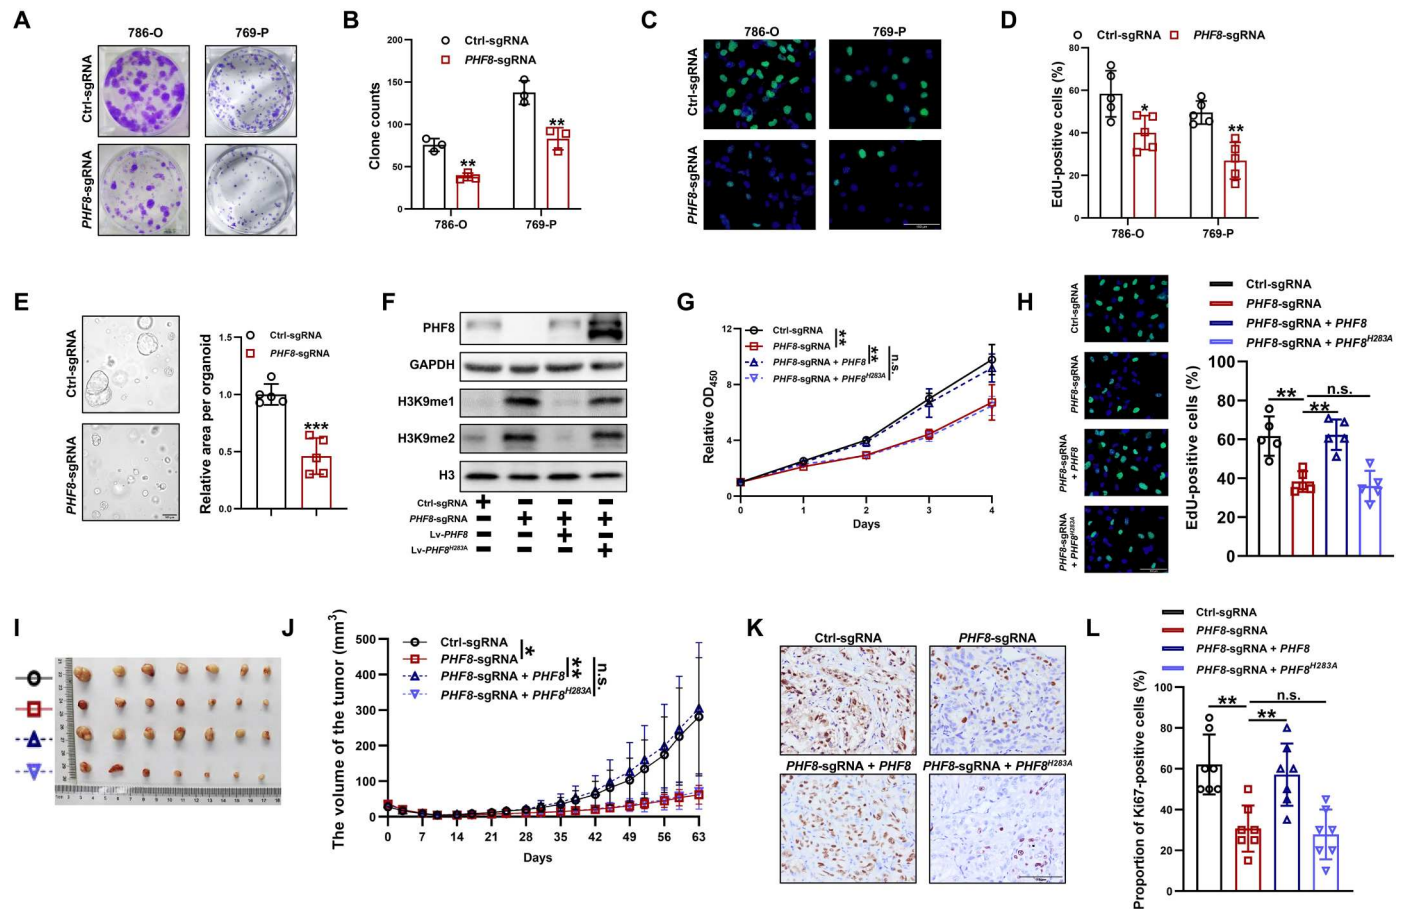 A
786-O
769-P
Ctrl-sgRNA
PHF8-sgRNA
B
Clone counts
200
150
100
50
0
Ctrl-sgRNA
PHF8-sgRNA
**
**
786-O
769-P
C
786-O
769-P
Ctrl-sgRNA
PHF8-sgRNA
D
Ctrl-sgRNA
PHF8-sgRNA
EdU-positive cells (%)
80
60
40
20
0
*
**
786-O
769-P
E
Ctrl-sgRNA
PHF8-sgRNA
Relative area per organoid
1.5
1.0
0.5
0.0
Ctrl-sgRNA
PHF8-sgRNA
***
F
PHF8
GAPDH
H3K9me1
H3K9me2
H3
Ctrl-sgRNA + - - -
PHF8-sgRNA - + + +
Lv-PHF8 - - + -
Lv-PHF8H283A - - - +
G
Relative OD450
12
8
4
0
Ctrl-sgRNA
PHF8-sgRNA
PHF8-sgRNA + PHF8
PHF8-sgRNA + PHF8H283A
**
**
n.s.
0 1 2 3 4
Days
H
Ctrl-sgRNA
PHF8-sgRNA
PHF8-sgRNA
+ PHF8
PHF8-sgRNA
+ PHF8H283A
Ctrl-sgRNA
PHF8-sgRNA
PHF8-sgRNA + PHF8
PHF8-sgRNA + PHF8H283A
EdU-positive cells (%)
100
80
60
40
20
0
**
**
n.s.
I
J
The volume of the tumor (mm3)
500
400
300
200
100
0
Ctrl-sgRNA
PHF8-sgRNA
PHF8-sgRNA + PHF8
PHF8-sgRNA + PHF8H283A
*
**
n.s.
0 7 14 21 28 35 42 49 56 63
Days
K
Ctrl-sgRNA
PHF8-sgRNA
PHF8-sgRNA + PHF8
PHF8-sgRNA + PHF8H283A
L
Ctrl-sgRNA
PHF8-sgRNA
PHF8-sgRNA + PHF8
PHF8-sgRNA + PHF8H283A
Proportion of Ki67-positive cells (%)
100
80
60
40
20
0
**
**
n.s.